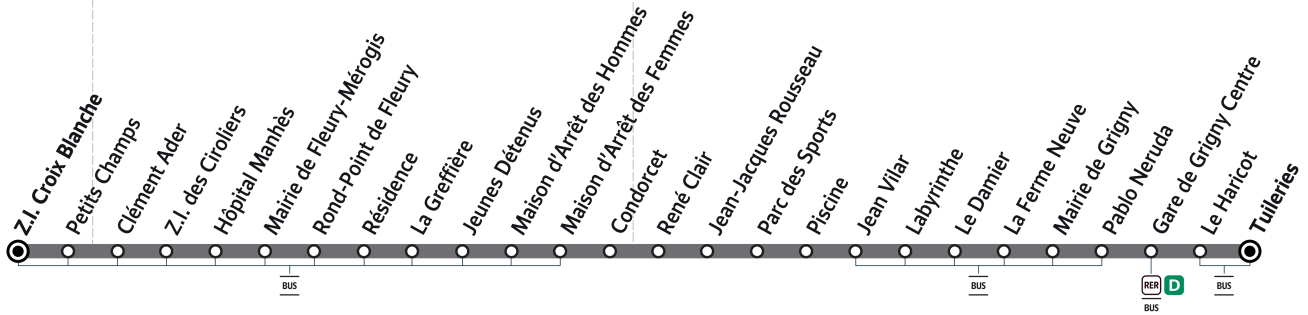 Z.I. Croix Blanche
Petits Champs
Clément Ader
Z.I. des Ciroliers
Hôpital Manhès
Mairie de Fleury-Mérogis
Rond-Point de Fleury
Résidence
La Greffière
Jeunes Détenus
Maison d'Arrêt des Hommes
Maison d'Arrêt des Femmes
Condorcet
René Clair
Jean-Jacques Rousseau
Parc des Sports
Piscine
Jean Vilar
Labyrinthe
Le Damier
La Ferme Neuve
Mairie de Grigny
Pablo Neruda
Gare de Grigny Centre
Le Haricot
Tuileries
BUS
BUS
RER D
BUS
BUS